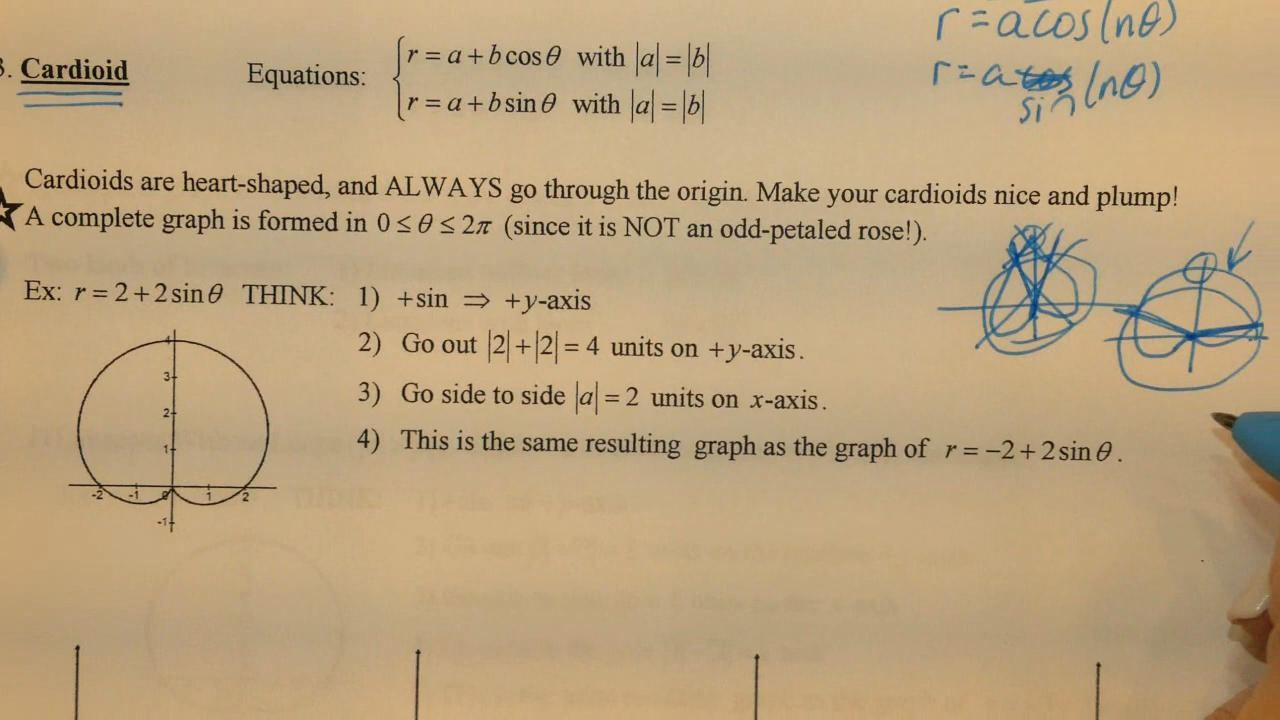 r = a cos(nθ)
r = a sin(nθ)
3. Cardioid Equations: { r = a + b cos θ with |a| = |b|
r = a + b sin θ with |a| = |b|
Cardioids are heart-shaped, and ALWAYS go through the origin. Make your cardioids nice and plump!
A complete graph is formed in 0 ≤ θ ≤ 2π (since it is NOT an odd-petaled rose!).
Ex: r = 2 + 2 sin θ THINK: 1) + sin ⇒ + y-axis
2) Go out |2| + |2| = 4 units on + y-axis.
3) Go side to side |a| = 2 units on x-axis.
4) This is the same resulting graph as the graph of r = −2 + 2 sin θ.
4
3
2
1
-2 -1 0 1 2
-1